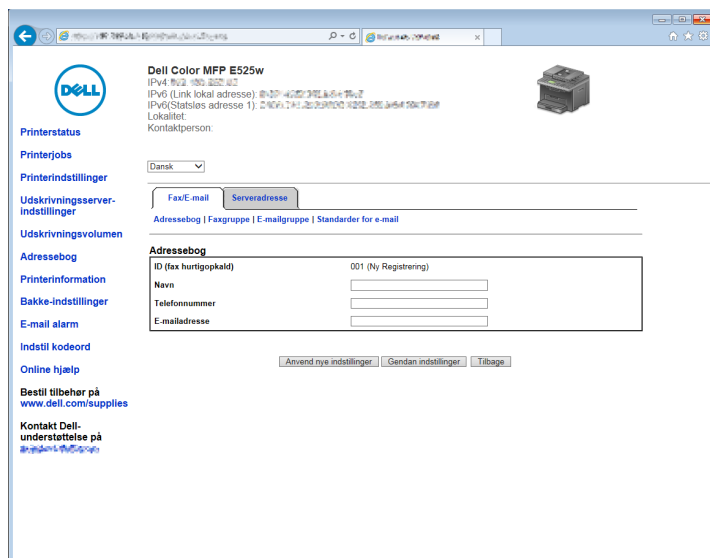 DELL
Dell Color MFP E525w
IPv4:
IPv6 (Link lokal adresse):
IPv6(Statsløs adresse 1):
Lokalitet:
Kontaktperson:
Dansk
Printerstatus
Printerjobs
Printerindstillinger
Udskrivningsserver-
indstillinger
Udskrivningsvolumen
Adressebog
Printerinformation
Bakke-indstillinger
E-mail alarm
Indstil kodeord
Online hjælp
Bestil tilbehør på
www.dell.com/supplies
Kontakt Dell-
understøttelse på
Fax/E-mail Serveradresse
Adressebog | Faxgruppe | E-mailgruppe | Standarder for e-mail
Adressebog
ID (fax hurtigopkald) 001 (Ny Registrering)
Navn
Telefonnummer
E-mailadresse
Anvend nye indstillinger Gendan indstillinger Tilbage